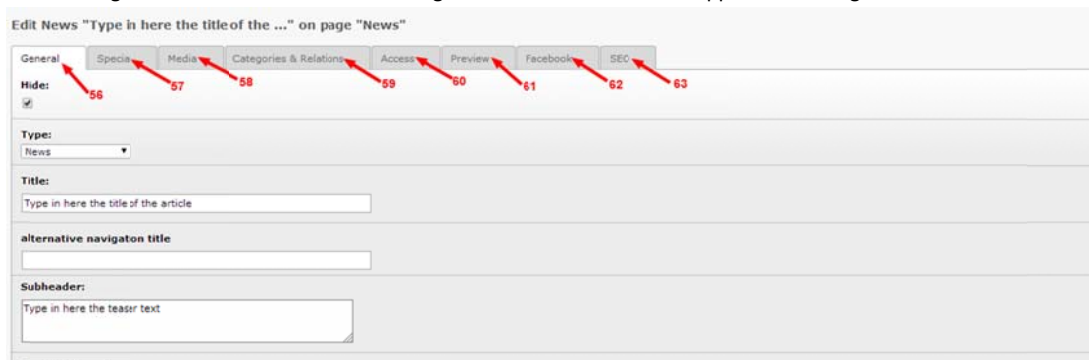 Edit News "Type in here the title of the ..." on page "News"
General Specia Media Categories & Relations Access Preview Facebook SEO
56 57 58 59 60 61 62 63
Hide:
Type:
News
Title:
Type in here the title of the article
alternative navigaton title
Subheader:
Type in here the teaser text